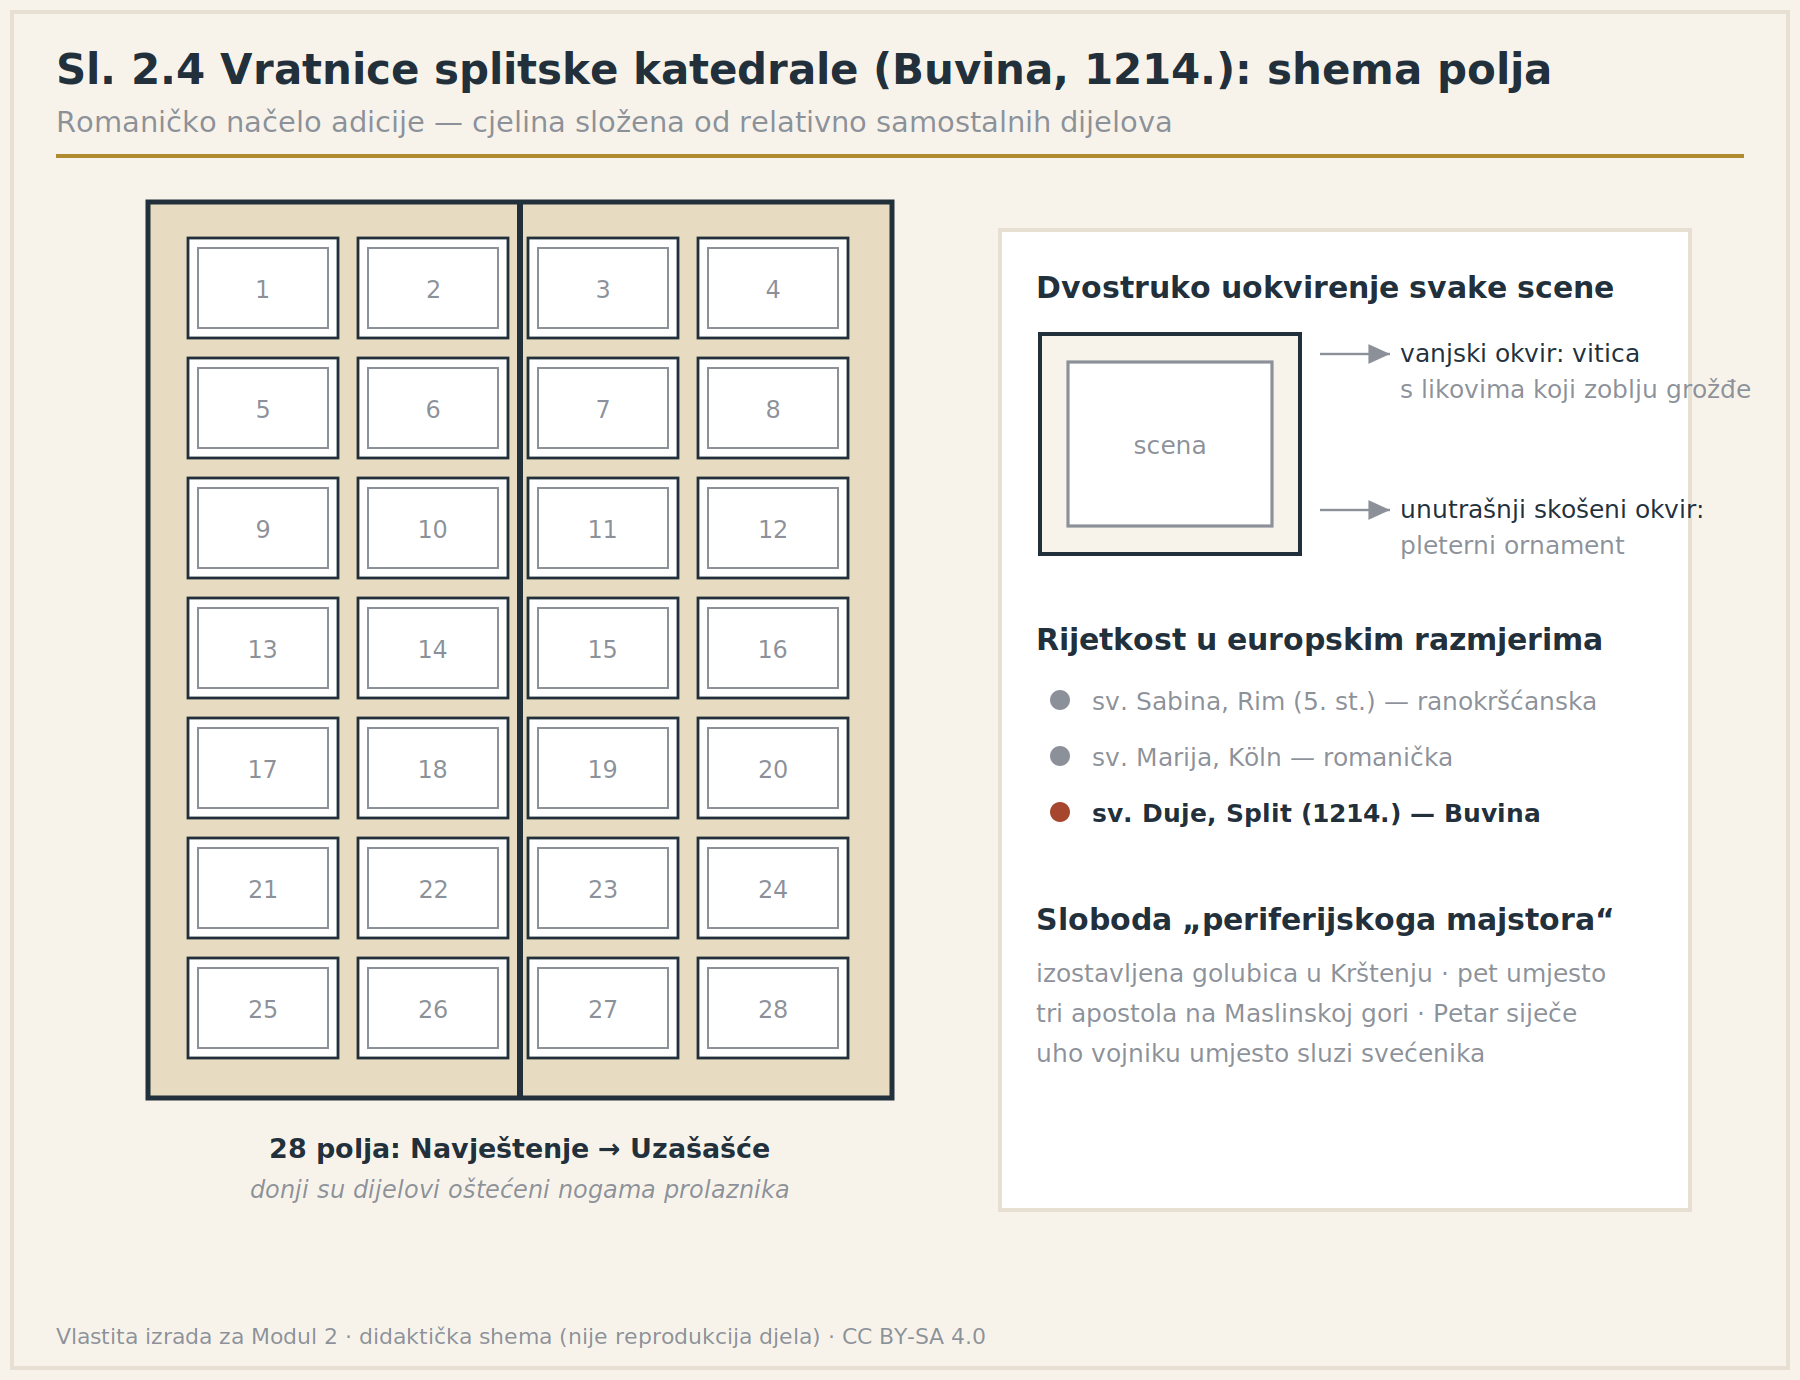 Sl. 2.4 Vratnice splitske katedrale (Buvina, 1214.): shema polja
Romaničko načelo adicije — cjelina složena od relativno samostalnih dijelova
1 2 3 4
5 6 7 8
9 10 11 12
13 14 15 16
17 18 19 20
21 22 23 24
25 26 27 28
28 polja: Navještenje → Uzašašće
donji su dijelovi oštećeni nogama prolaznika
Dvostruko uokvirenje svake scene
scena
vanjski okvir: vitica
s likovima koji zoblju grožđe
unutrašnji skošeni okvir:
pleterni ornament
Rijetkost u europskim razmjerima
sv. Sabina, Rim (5. st.) — ranokršćanska
sv. Marija, Köln — romanička
sv. Duje, Split (1214.) — Buvina
Sloboda „periferijskoga majstora“
izostavljena golubica u Krštenju · pet umjesto
tri apostola na Maslinskoj gori · Petar siječe
uho vojniku umjesto sluzi svećenika
Vlastita izrada za Modul 2 · didaktička shema (nije reprodukcija djela) · CC BY-SA 4.0